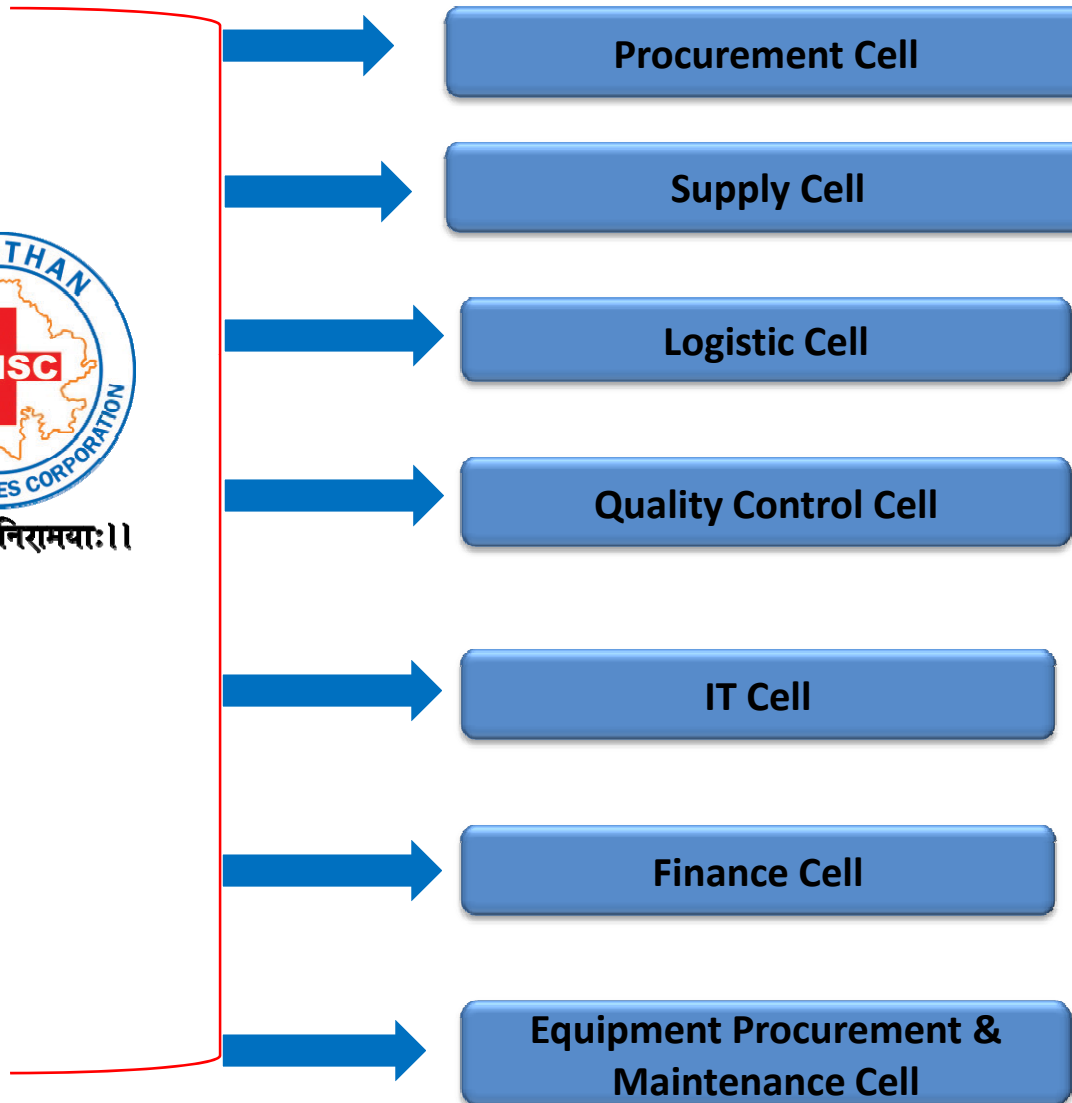 Procurement Cell
Supply Cell
THAN
SC
ES CORPORATION
निरामयाः।।
Logistic Cell
Quality Control Cell
IT Cell
Finance Cell
Equipment Procurement &
Maintenance Cell